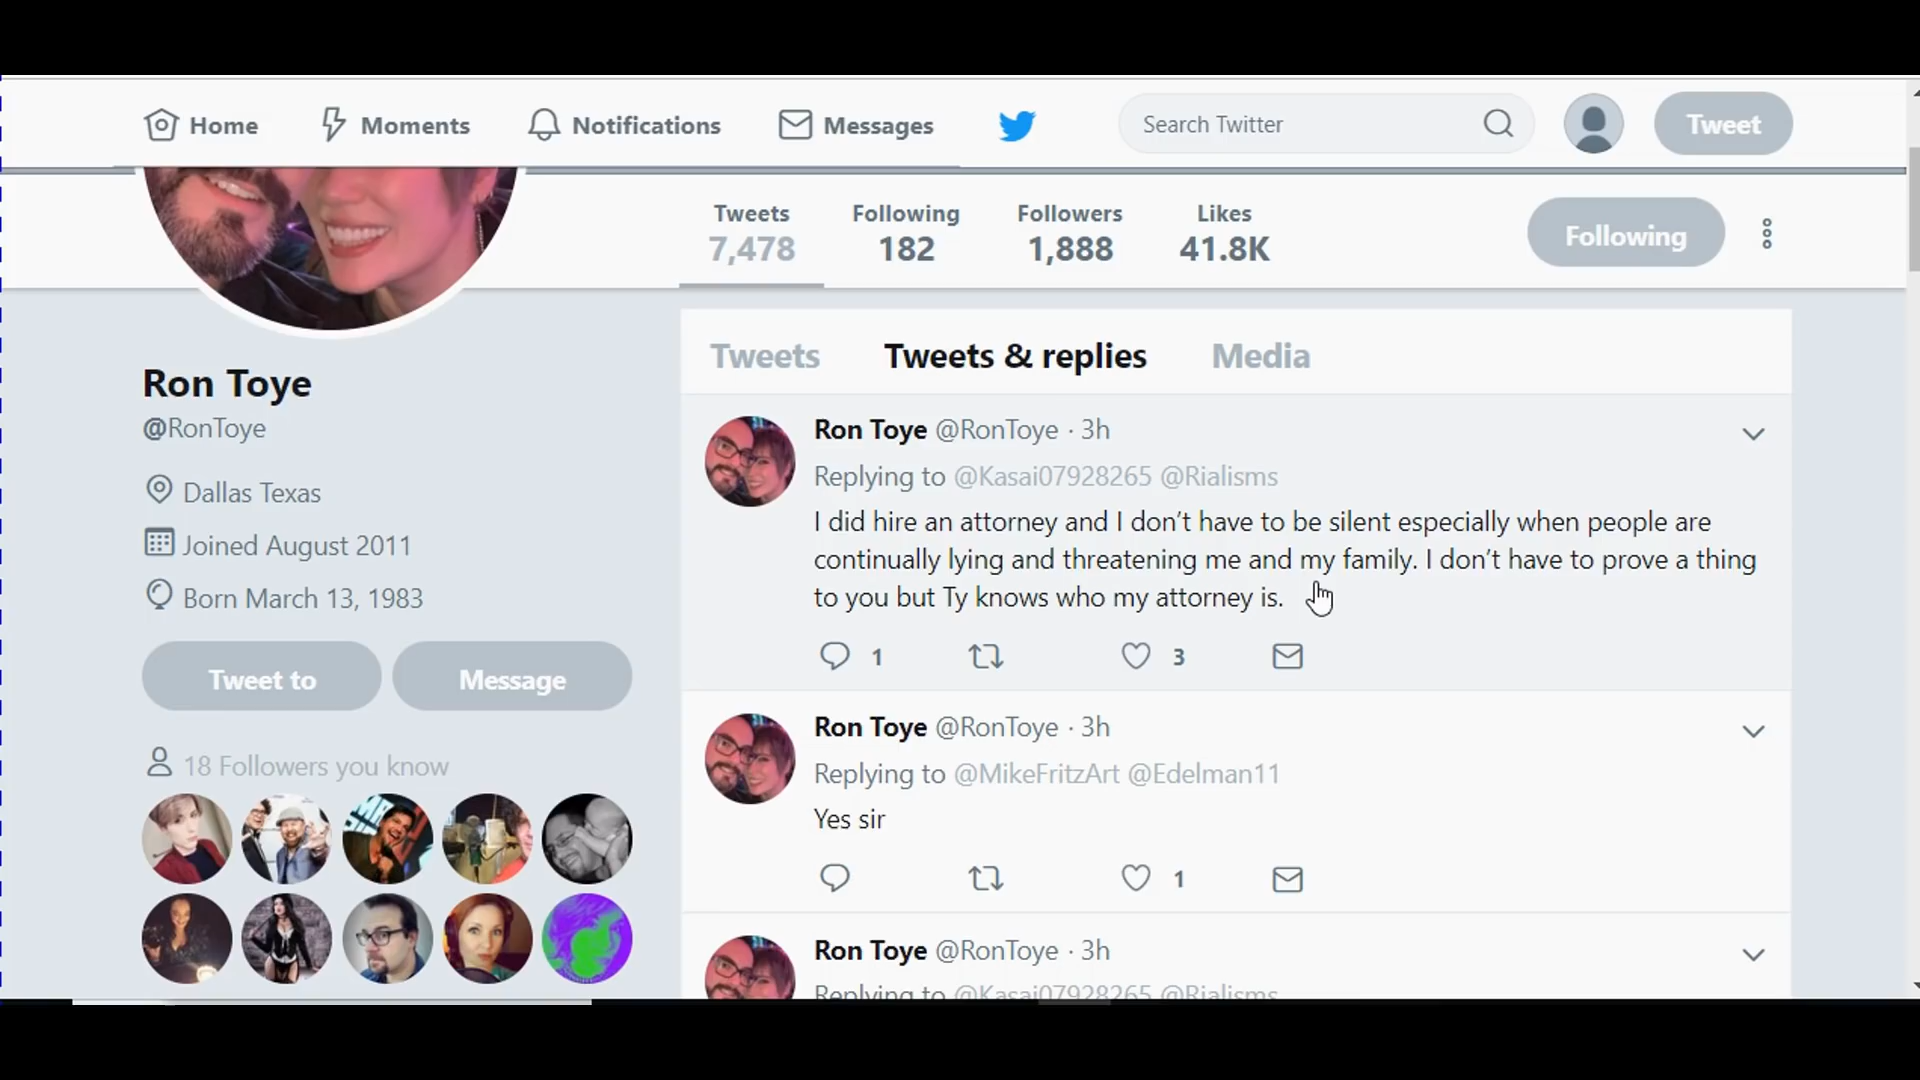 Home
Moments
Notifications
Messages
Search Twitter
Tweet
Tweets
7,478
Following
182
Followers
1,888
Likes
41.8K
Following
Ron Toye
@RonToye
Dallas Texas
Joined August 2011
Born March 13, 1983
Tweet to
Message
18 Followers you know
Tweets
Tweets & replies
Media
Ron Toye @RonToye · 3h
Replying to @Kasai07928265 @Rialisms
I did hire an attorney and I don’t have to be silent especially when people are
continually lying and threatening me and my family. I don’t have to prove a thing
to you but Ty knows who my attorney is.
1
3
Ron Toye @RonToye · 3h
Replying to @MikeFritzArt @Edelman11
Yes sir
1
Ron Toye @RonToye · 3h
Replying to @Kasai07928265 @Rialisms